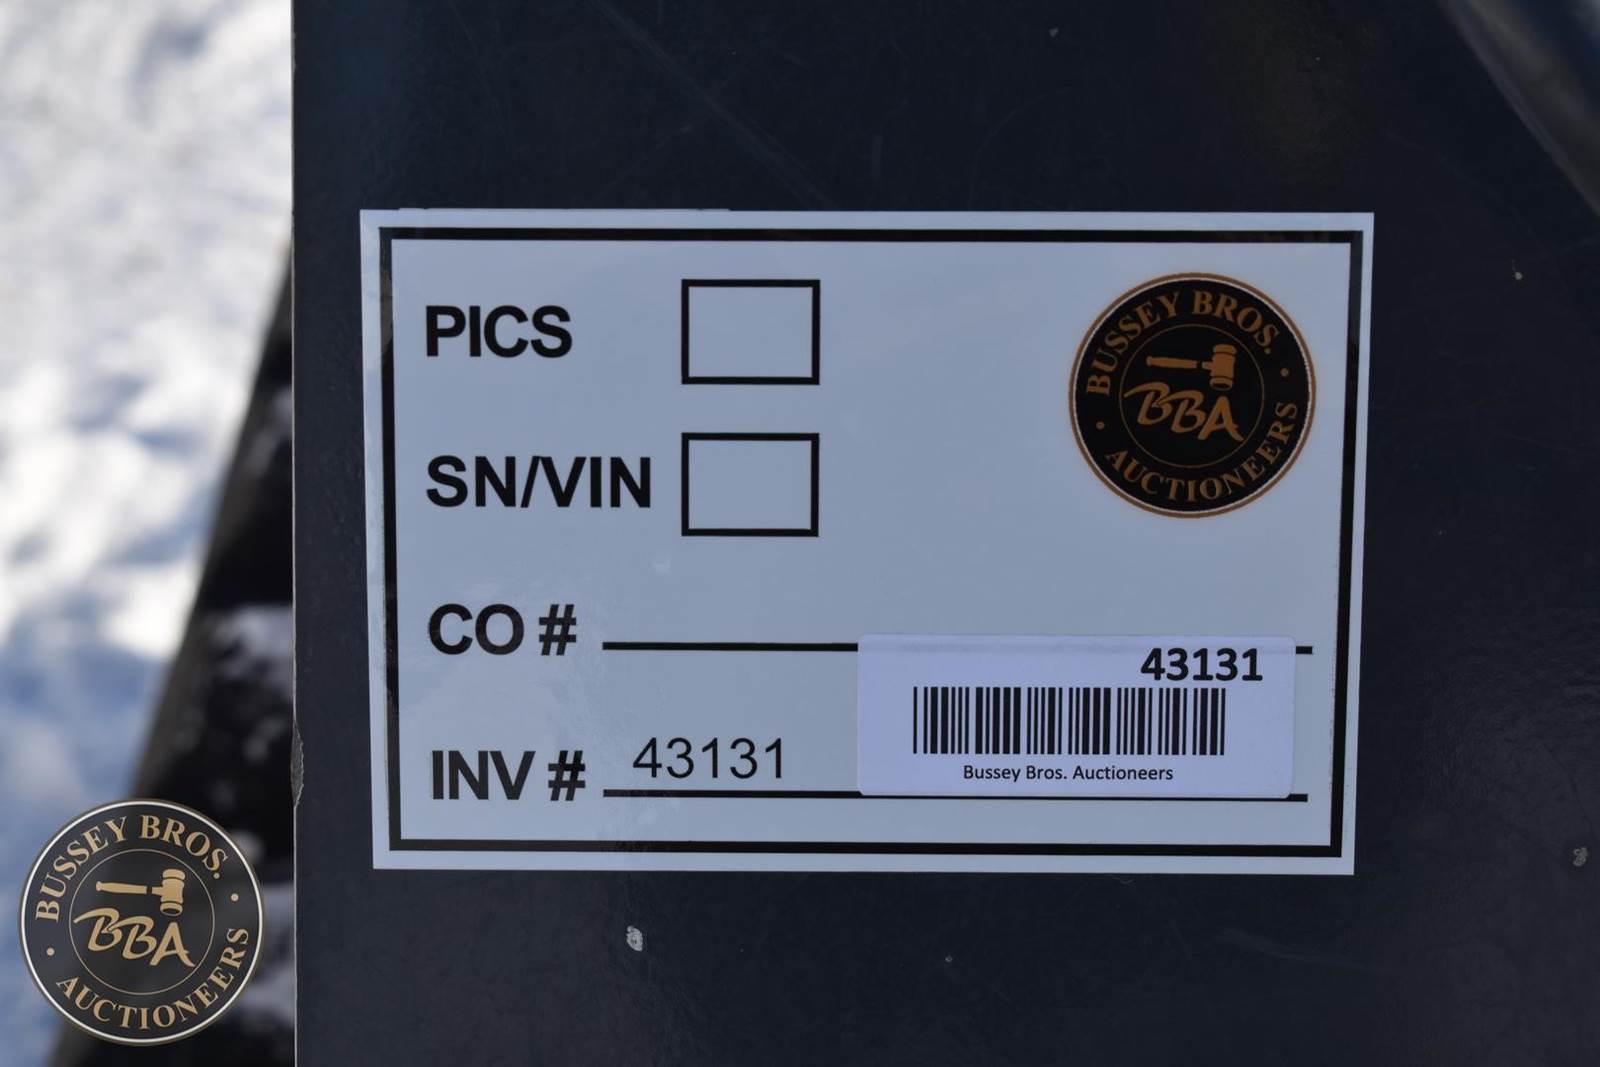 PICS
BUSSEY BROS.
BBA
AUCTIONEERS
SN/VIN
CO #
43131
INV # 43131
Bussey Bros. Auctioneers
BUSSEY BROS.
BBA
AUCTIONEERS